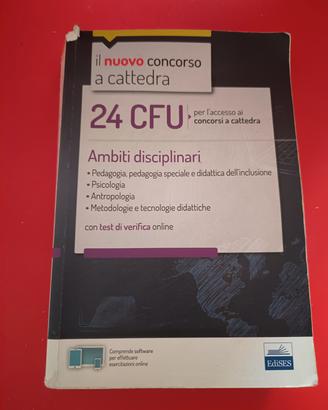 il nuovo concorso
a cattedra
24 CFU per l'accesso ai
concorsi a cattedra
Ambiti disciplinari
• Pedagogia, pedagogia speciale e didattica dell'inclusione
• Psicologia
• Antropologia
• Metodologie e tecnologie didattiche
con test di verifica online
Comprende software
per effettuare
esercitazioni online
EdiSES